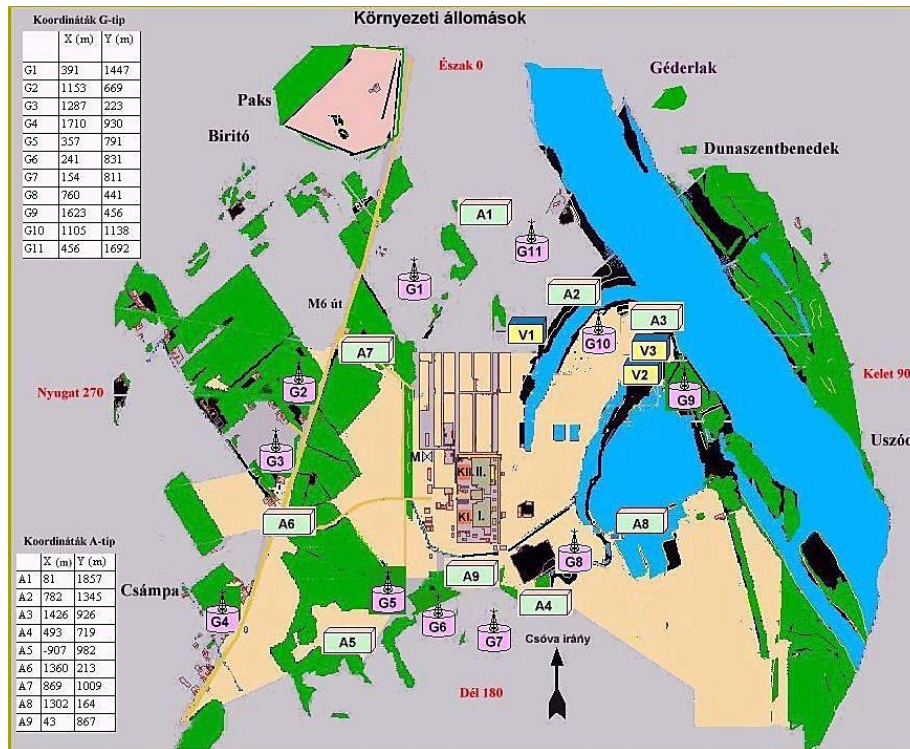 Környezeti állomások
Koordináták G-tip
X (m) Y (m)
G1 391 1447
G2 1153 669
G3 1287 223
G4 1710 930
G5 357 791
G6 241 831
G7 154 811
G8 760 441
G9 1623 456
G10 1105 1138
G11 456 1692
Észak 0
Géderlak
Paks
Biritó
Dunaszentbenedek
A1
G11
G1
A2
M6 út
A3
V1
G10
A7
V3
V2
Nyugat 270
G2
G9
Kelet 90
Uszód
G3
M
KII. II.
KI. I.
A6
A8
Koordináták A-tip
X (m) Y (m)
A1 81 1857
A2 782 1345
A3 1426 926
A4 493 719
A5 -907 982
A6 1360 213
A7 869 1009
A8 1302 164
A9 43 867
G8
A9
Csámpa
G5
A4
G4
G6
G7
A5
Csóva irány
Dél 180